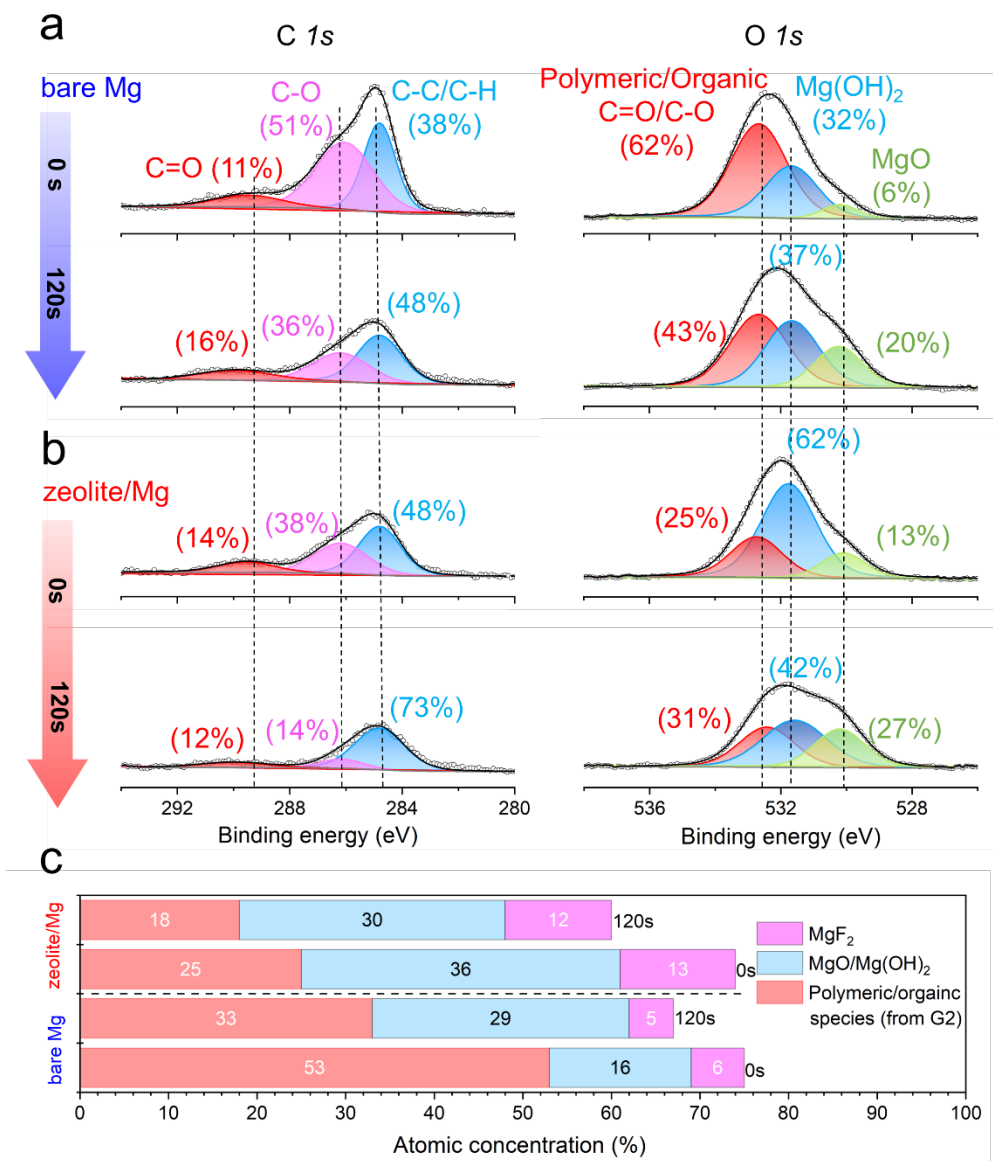 a
C 1s
O 1s
bare Mg
0 s
120s
C=O (11%)
C-O
(51%)
C-C/C-H
(38%)
Polymeric/Organic
C=O/C-O
(62%)
Mg(OH)2
(32%)
MgO
(6%)
(16%)
(36%)
(48%)
(43%)
(37%)
(20%)
b
zeolite/Mg
0s
120s
(14%)
(38%)
(48%)
(25%)
(62%)
(13%)
(12%)
(14%)
(73%)
(31%)
(42%)
(27%)
292 288 284 280
Binding energy (eV)
536 532 528
Binding energy (eV)
c
zeolite/Mg
bare Mg
18 30 12 120s
25 36 13 0s
33 29 5 120s
53 16 6 0s
MgF2
MgO/Mg(OH)2
Polymeric/orgainc
species (from G2)
0 10 20 30 40 50 60 70 80 90 100
Atomic concentration (%)